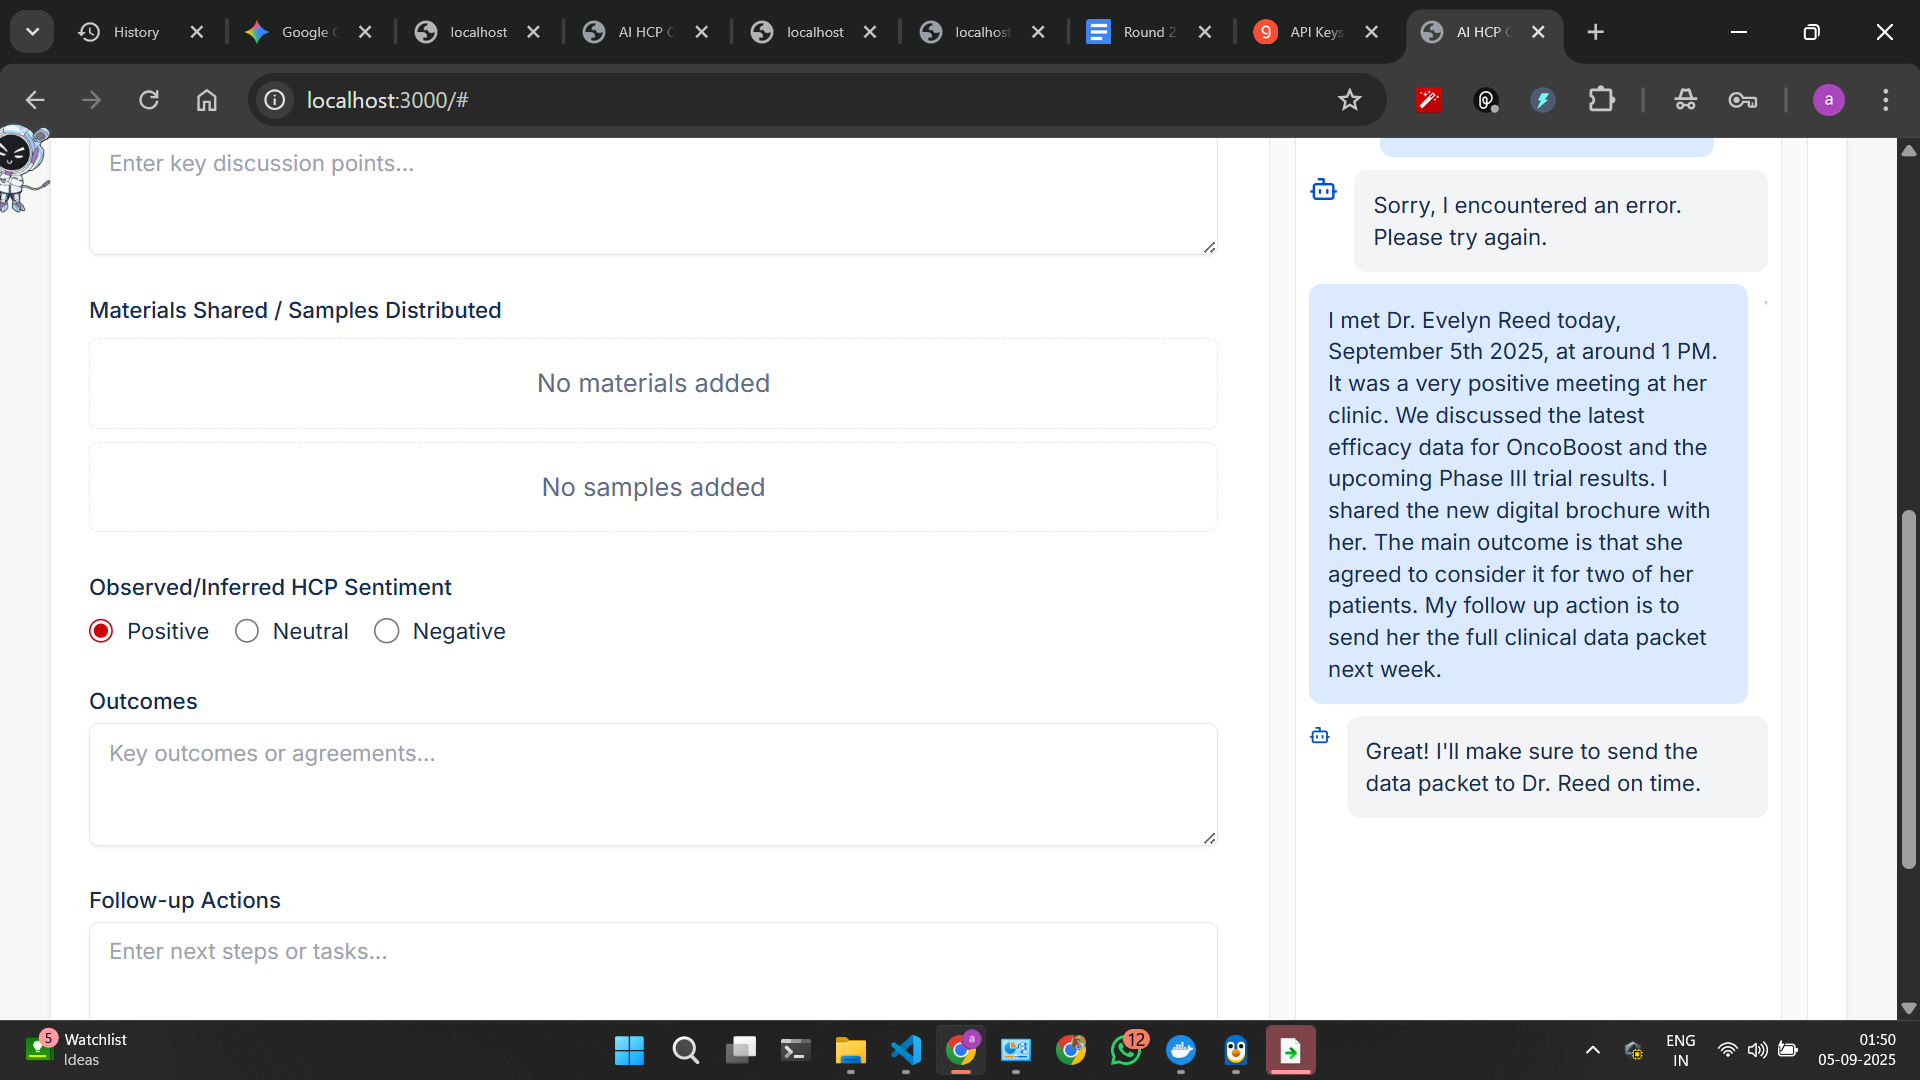 History
Google C
localhost
AI HCP C
localhost
localhost
Round 2
API Keys
AI HCP C
localhost:3000/#
a
Enter key discussion points...
Materials Shared / Samples Distributed
No materials added
No samples added
Observed/Inferred HCP Sentiment
Positive
Neutral
Negative
Outcomes
Key outcomes or agreements...
Follow-up Actions
Enter next steps or tasks...
Sorry, I encountered an error.
Please try again.
I met Dr. Evelyn Reed today,
September 5th 2025, at around 1 PM.
It was a very positive meeting at her
clinic. We discussed the latest
efficacy data for OncoBoost and the
upcoming Phase III trial results. I
shared the new digital brochure with
her. The main outcome is that she
agreed to consider it for two of her
patients. My follow up action is to
send her the full clinical data packet
next week.
Great! I'll make sure to send the
data packet to Dr. Reed on time.
5
Watchlist
Ideas
a
12
ENG
IN
01:50
05-09-2025